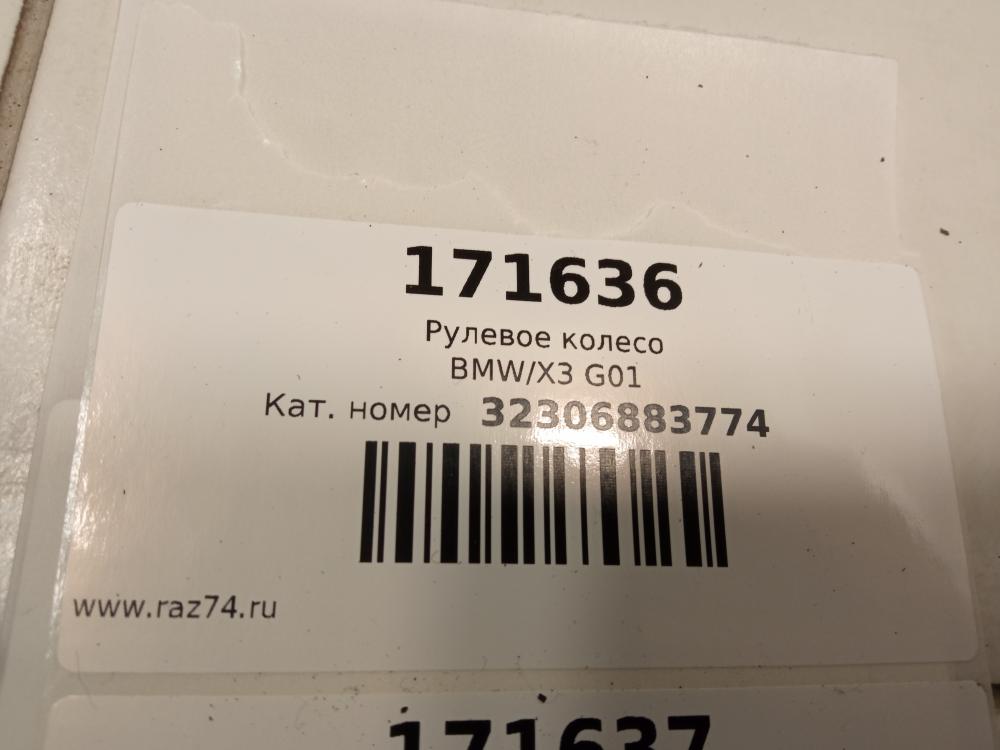 171636
Рулевое колесо
BMW/X3 G01
Кат. номер 32306883774
www.raz74.ru
171637